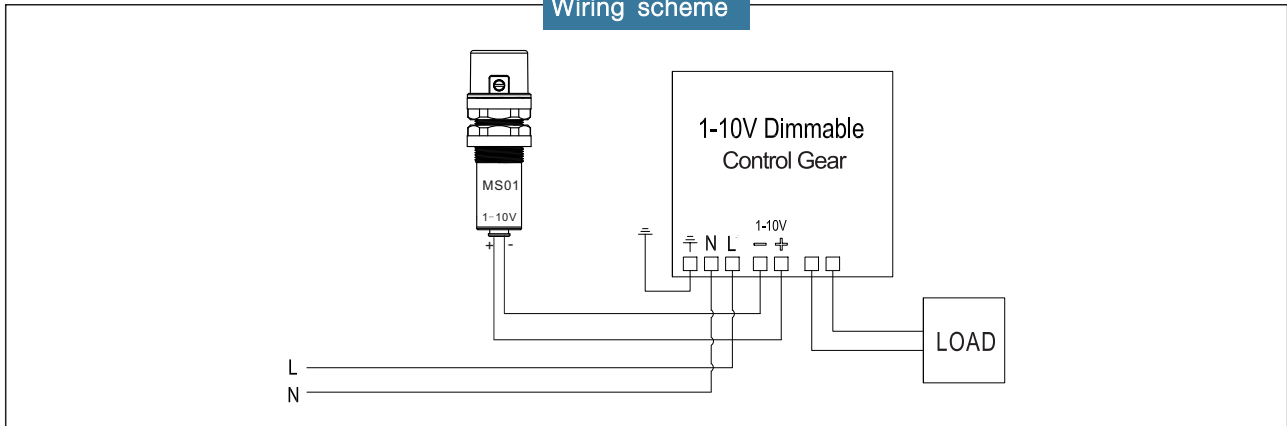 Wiring scheme
1-10V Dimmable
Control Gear
MS01
1-10V
+ -
1-10V
N L − +
LOAD
L
N